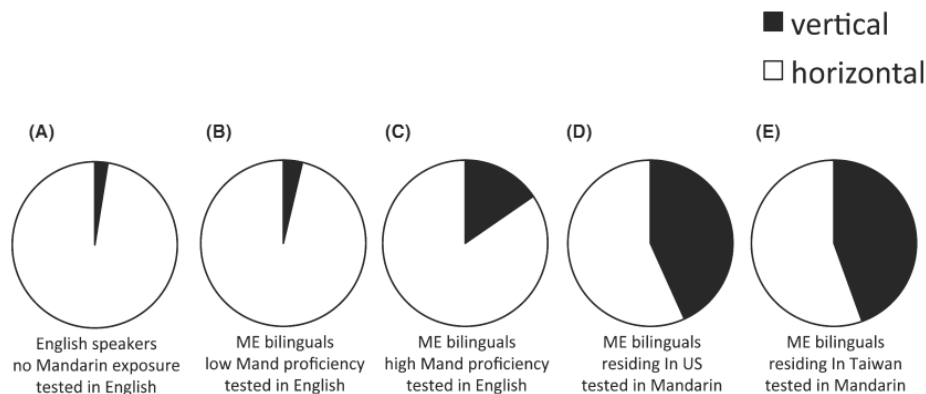 vertical
horizontal
(A)
(B)
(C)
(D)
(E)
English speakers
no Mandarin exposure
tested in English
ME bilinguals
low Mand proficiency
tested in English
ME bilinguals
high Mand proficiency
tested in English
ME bilinguals
residing In US
tested in Mandarin
ME bilinguals
residing In Taiwan
tested in Mandarin